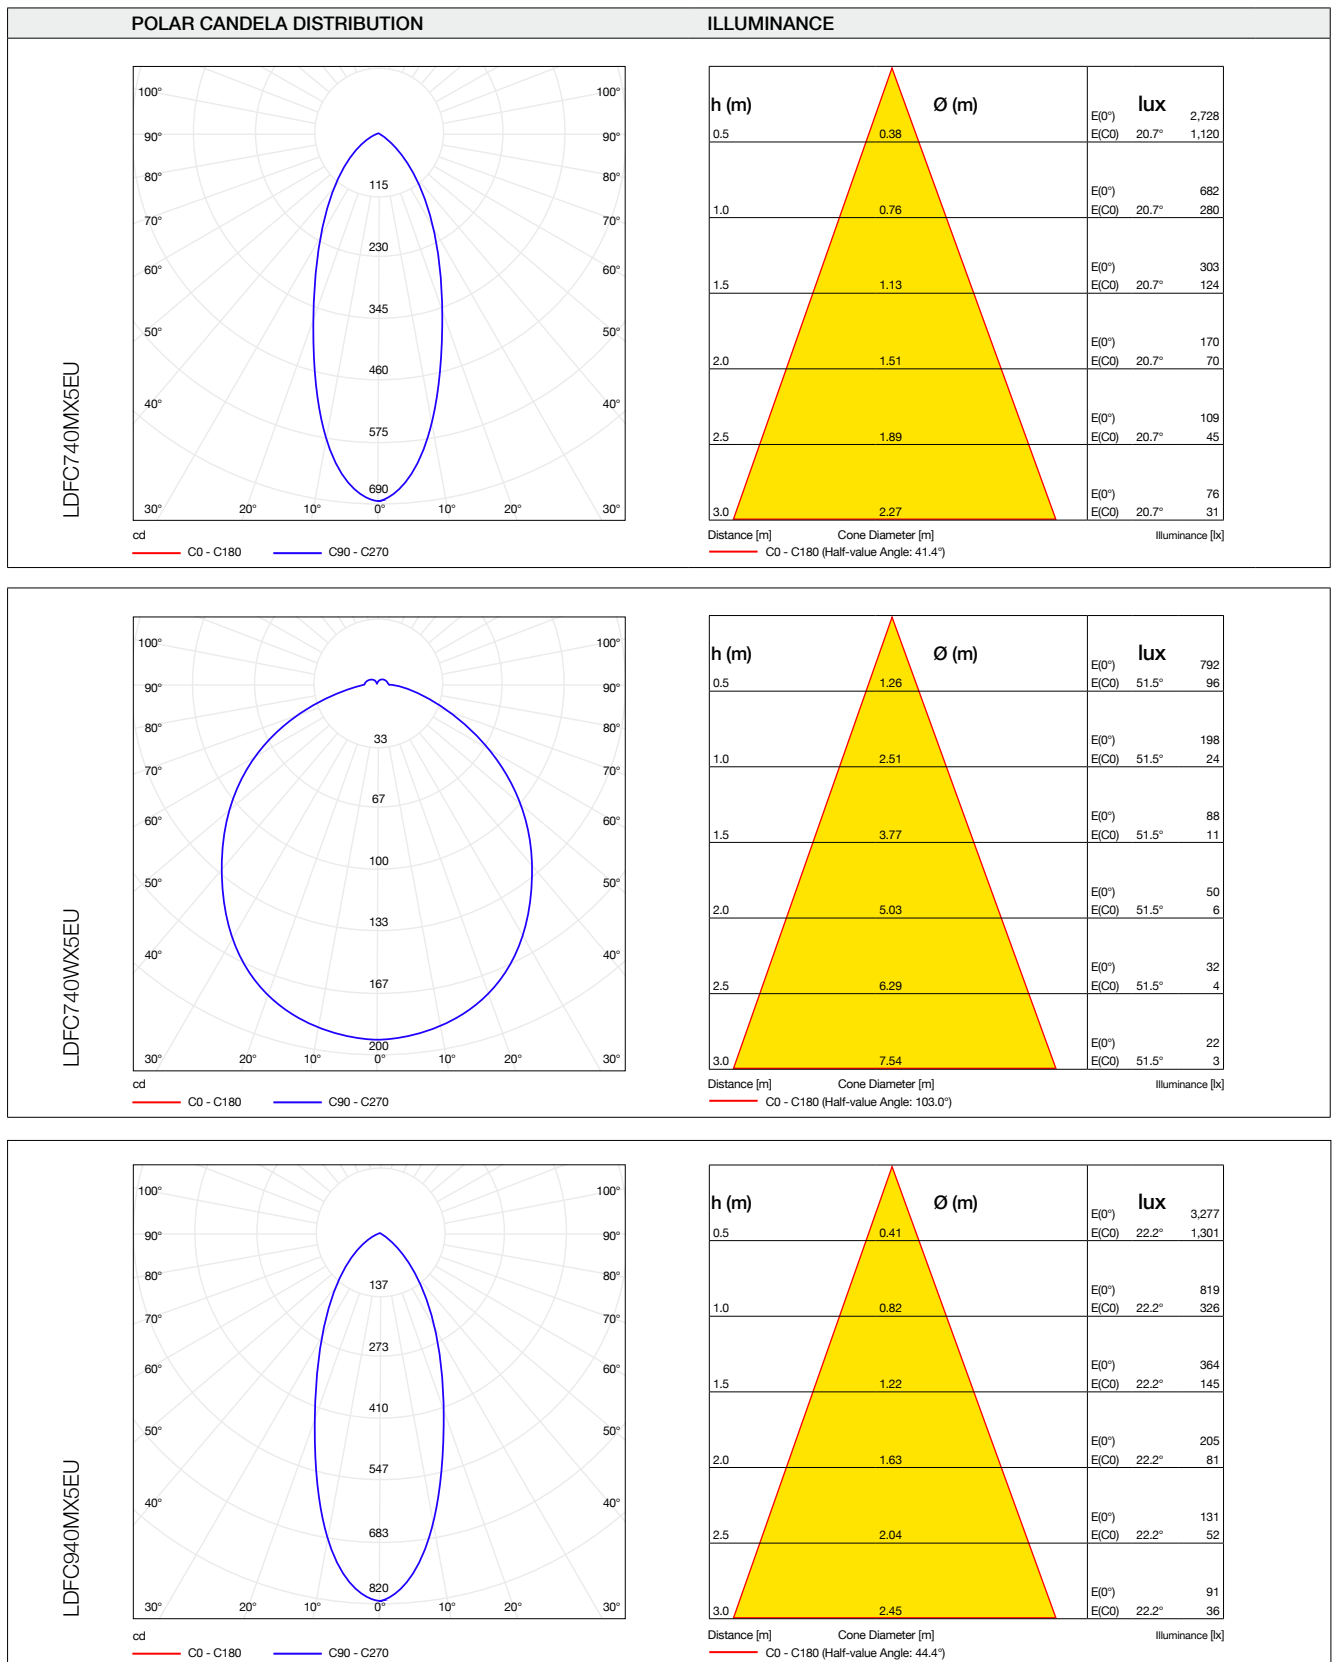 POLAR CANDELA DISTRIBUTION ILLUMINANCE
LDFC740MX5EU
100° 100°
90° 90°
80° 80°
70° 70°
60° 60°
50° 50°
40° 40°
115
230
345
460
575
690
30° 20° 10° 0° 10° 20° 30°
cd
C0 - C180 C90 - C270
h (m) Ø (m) lux
E(0°) 2,728
0.5 0.38 E(C0) 20.7° 1,120
E(0°) 682
1.0 0.76 E(C0) 20.7° 280
E(0°) 303
1.5 1.13 E(C0) 20.7° 124
E(0°) 170
2.0 1.51 E(C0) 20.7° 70
E(0°) 109
2.5 1.89 E(C0) 20.7° 45
E(0°) 76
3.0 2.27 E(C0) 20.7° 31
Distance [m] Cone Diameter [m] Illuminance [lx]
C0 - C180 (Half-value Angle: 41.4°)
LDFC740WX5EU
100° 100°
90° 90°
80° 80°
70° 70°
60° 60°
50° 50°
40° 40°
33
67
100
133
167
200
30° 20° 10° 0° 10° 20° 30°
cd
C0 - C180 C90 - C270
h (m) Ø (m) lux
E(0°) 792
0.5 1.26 E(C0) 51.5° 96
E(0°) 198
1.0 2.51 E(C0) 51.5° 24
E(0°) 88
1.5 3.77 E(C0) 51.5° 11
E(0°) 50
2.0 5.03 E(C0) 51.5° 6
E(0°) 32
2.5 6.29 E(C0) 51.5° 4
E(0°) 22
3.0 7.54 E(C0) 51.5° 3
Distance [m] Cone Diameter [m] Illuminance [lx]
C0 - C180 (Half-value Angle: 103.0°)
LDFC940MX5EU
100° 100°
90° 90°
80° 80°
70° 70°
60° 60°
50° 50°
40° 40°
137
273
410
547
683
820
30° 20° 10° 0° 10° 20° 30°
cd
C0 - C180 C90 - C270
h (m) Ø (m) lux
E(0°) 3,277
0.5 0.41 E(C0) 22.2° 1,301
E(0°) 819
1.0 0.82 E(C0) 22.2° 326
E(0°) 364
1.5 1.22 E(C0) 22.2° 145
E(0°) 205
2.0 1.63 E(C0) 22.2° 81
E(0°) 131
2.5 2.04 E(C0) 22.2° 52
E(0°) 91
3.0 2.45 E(C0) 22.2° 36
Distance [m] Cone Diameter [m] Illuminance [lx]
C0 - C180 (Half-value Angle: 44.4°)